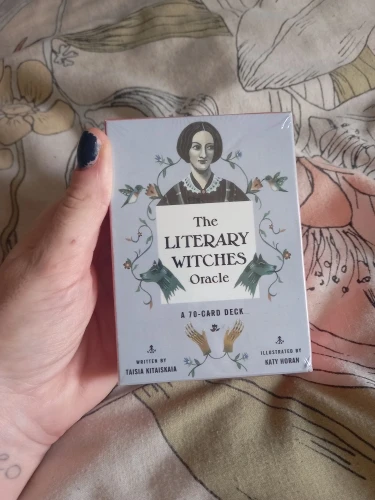 The
LITERARY
WITCHES
Oracle
A 70-CARD DECK
WRITTEN BY
TAISIA KITAISKAIA
ILLUSTRATED BY
KATY HORAN